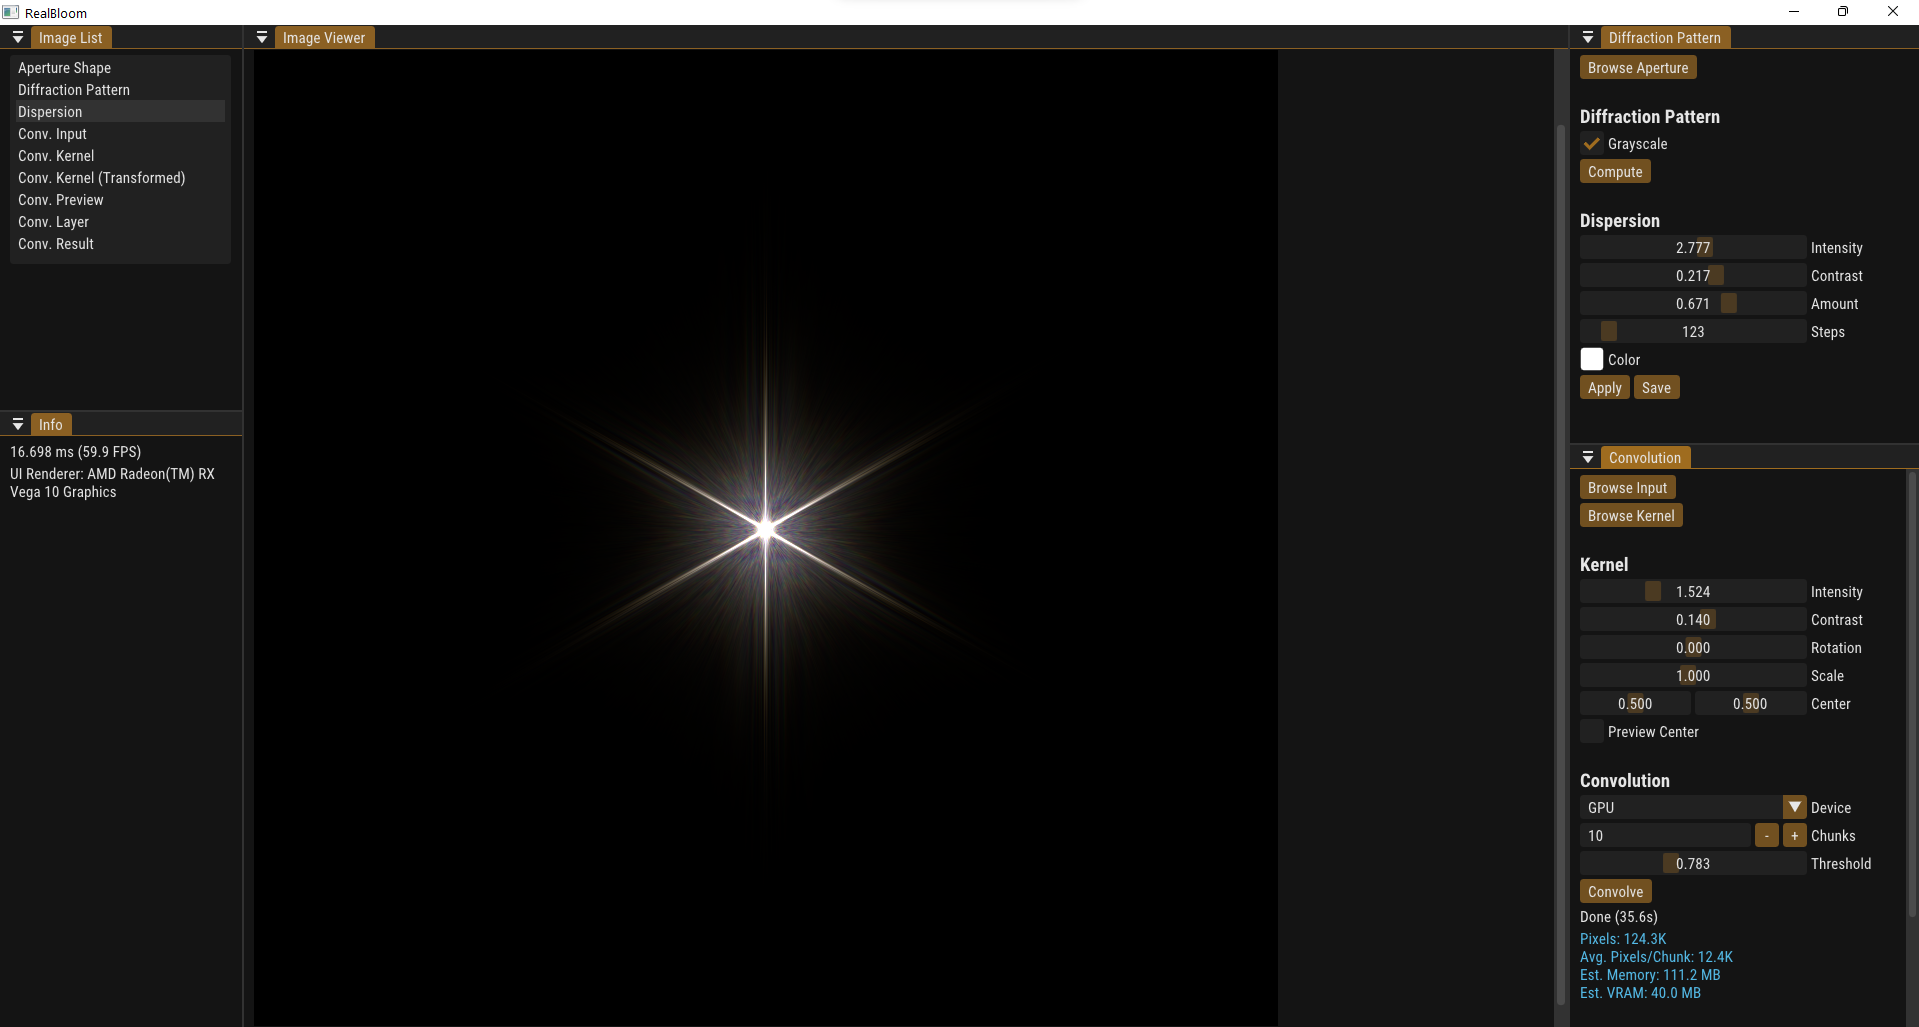 RealBloom
Image List
Aperture Shape
Diffraction Pattern
Dispersion
Conv. Input
Conv. Kernel
Conv. Kernel (Transformed)
Conv. Preview
Conv. Layer
Conv. Result
Info
16.698 ms (59.9 FPS)
UI Renderer: AMD Radeon(TM) RX
Vega 10 Graphics
Image Viewer
Diffraction Pattern
Browse Aperture
Diffraction Pattern
Grayscale
Compute
Dispersion
2.777 Intensity
0.217 Contrast
0.671 Amount
123 Steps
Color
Apply Save
Convolution
Browse Input
Browse Kernel
Kernel
1.524 Intensity
0.140 Contrast
0.000 Rotation
1.000 Scale
0.500 0.500 Center
Preview Center
Convolution
GPU Device
10 - + Chunks
0.783 Threshold
Convolve
Done (35.6s)
Pixels: 124.3K
Avg. Pixels/Chunk: 12.4K
Est. Memory: 111.2 MB
Est. VRAM: 40.0 MB